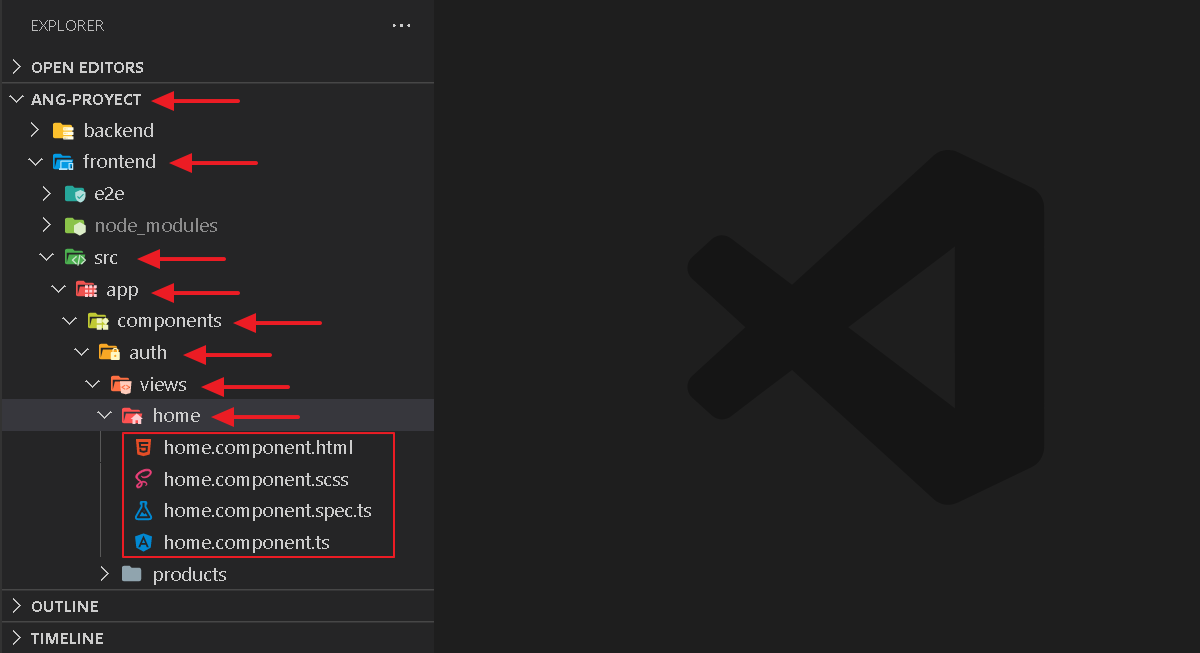 EXPLORER
OPEN EDITORS
ANG-PROYECT
backend
frontend
e2e
node_modules
src
app
components
auth
views
home
home.component.html
home.component.scss
home.component.spec.ts
home.component.ts
products
OUTLINE
TIMELINE